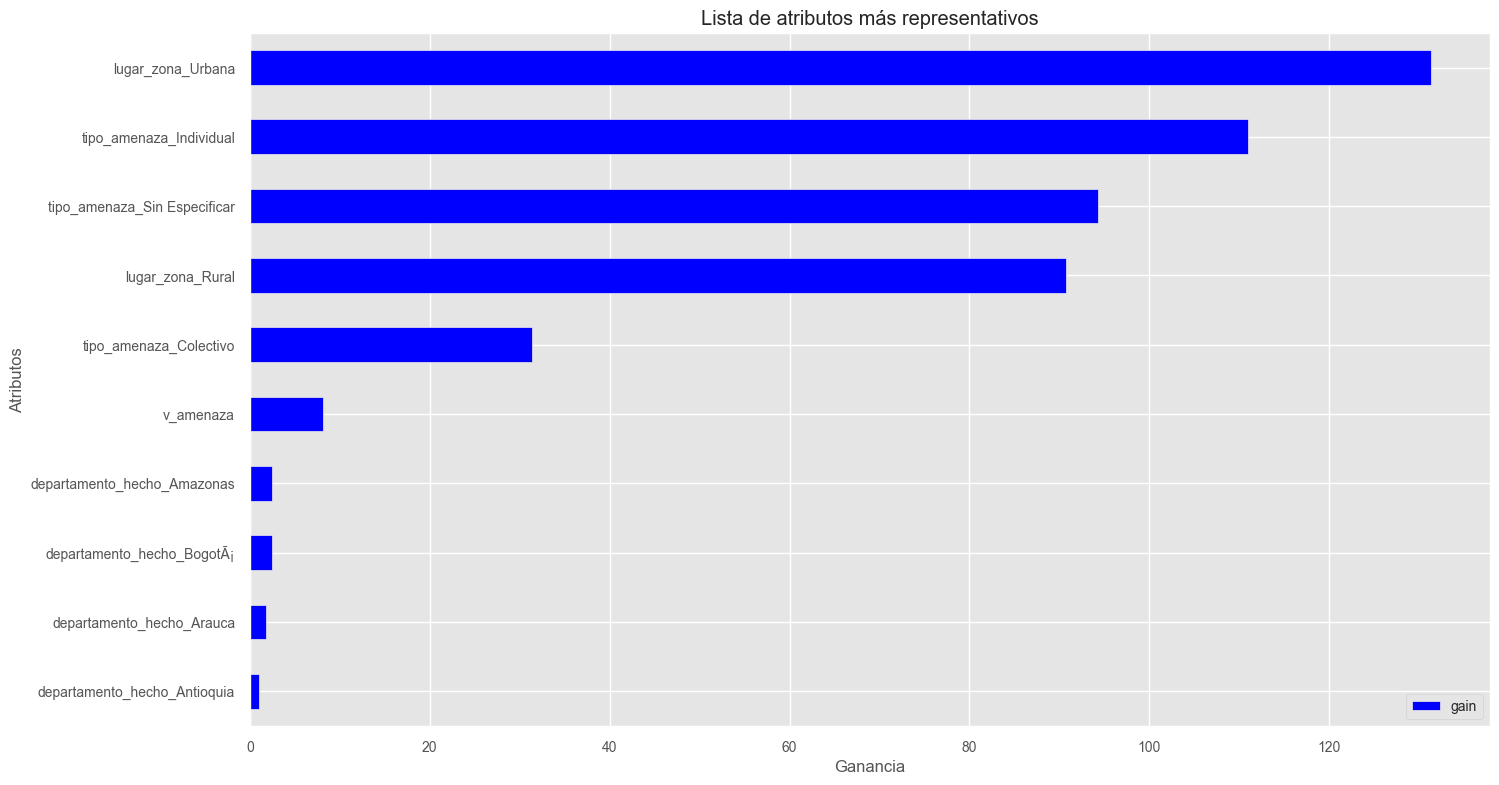 Lista de atributos más representativos
lugar_zona_Urbana
tipo_amenaza_Individual
tipo_amenaza_Sin Especificar
lugar_zona_Rural
tipo_amenaza_Colectivo
v_amenaza
departamento_hecho_Amazonas
departamento_hecho_BogotÃ¡
departamento_hecho_Arauca
departamento_hecho_Antioquia
Atributos
gain
0 20 40 60 80 100 120
Ganancia